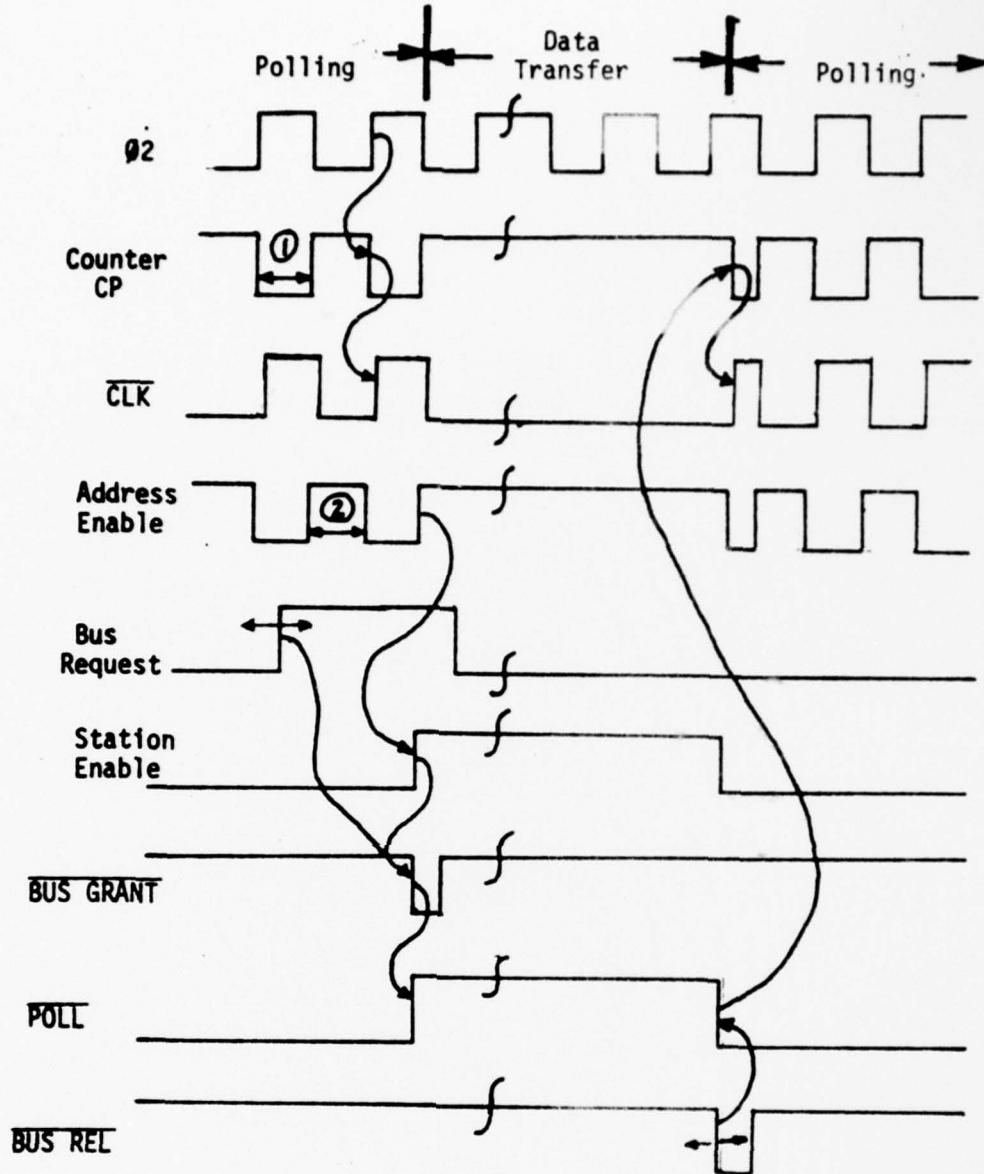 Polling
Data
Transfer
Polling
Ø2
Counter
CP
①
CLK
Address
Enable
②
Bus
Request
Station
Enable
BUS GRANT
POLL
BUS REL